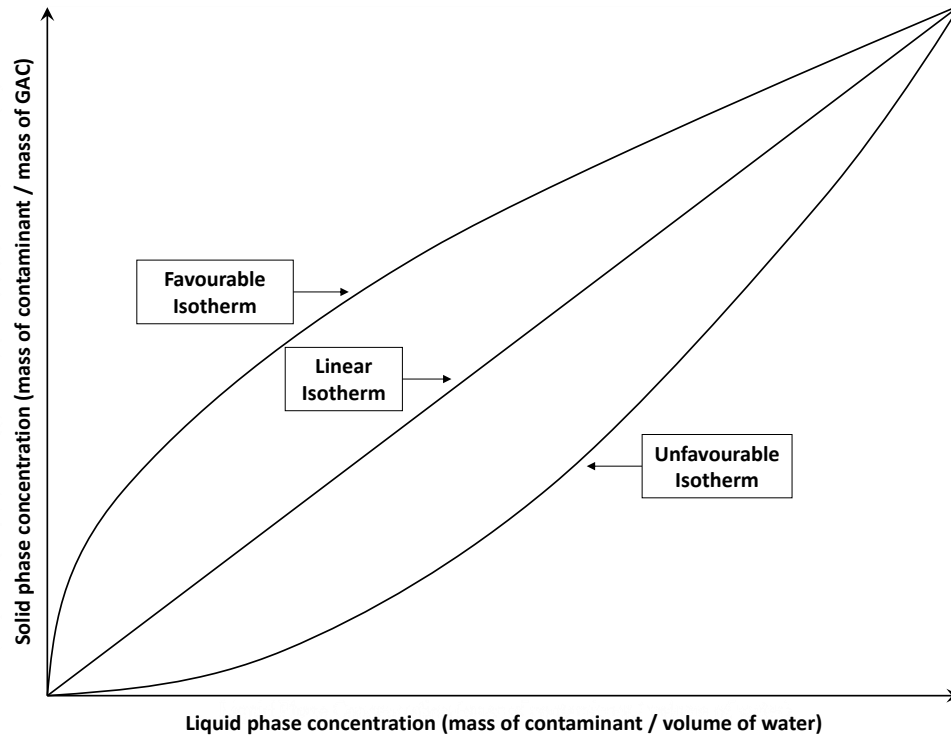 Solid phase concentration (mass of contaminant / mass of GAC)
Favourable
Isotherm
Linear
Isotherm
Unfavourable
Isotherm
Liquid phase concentration (mass of contaminant / volume of water)